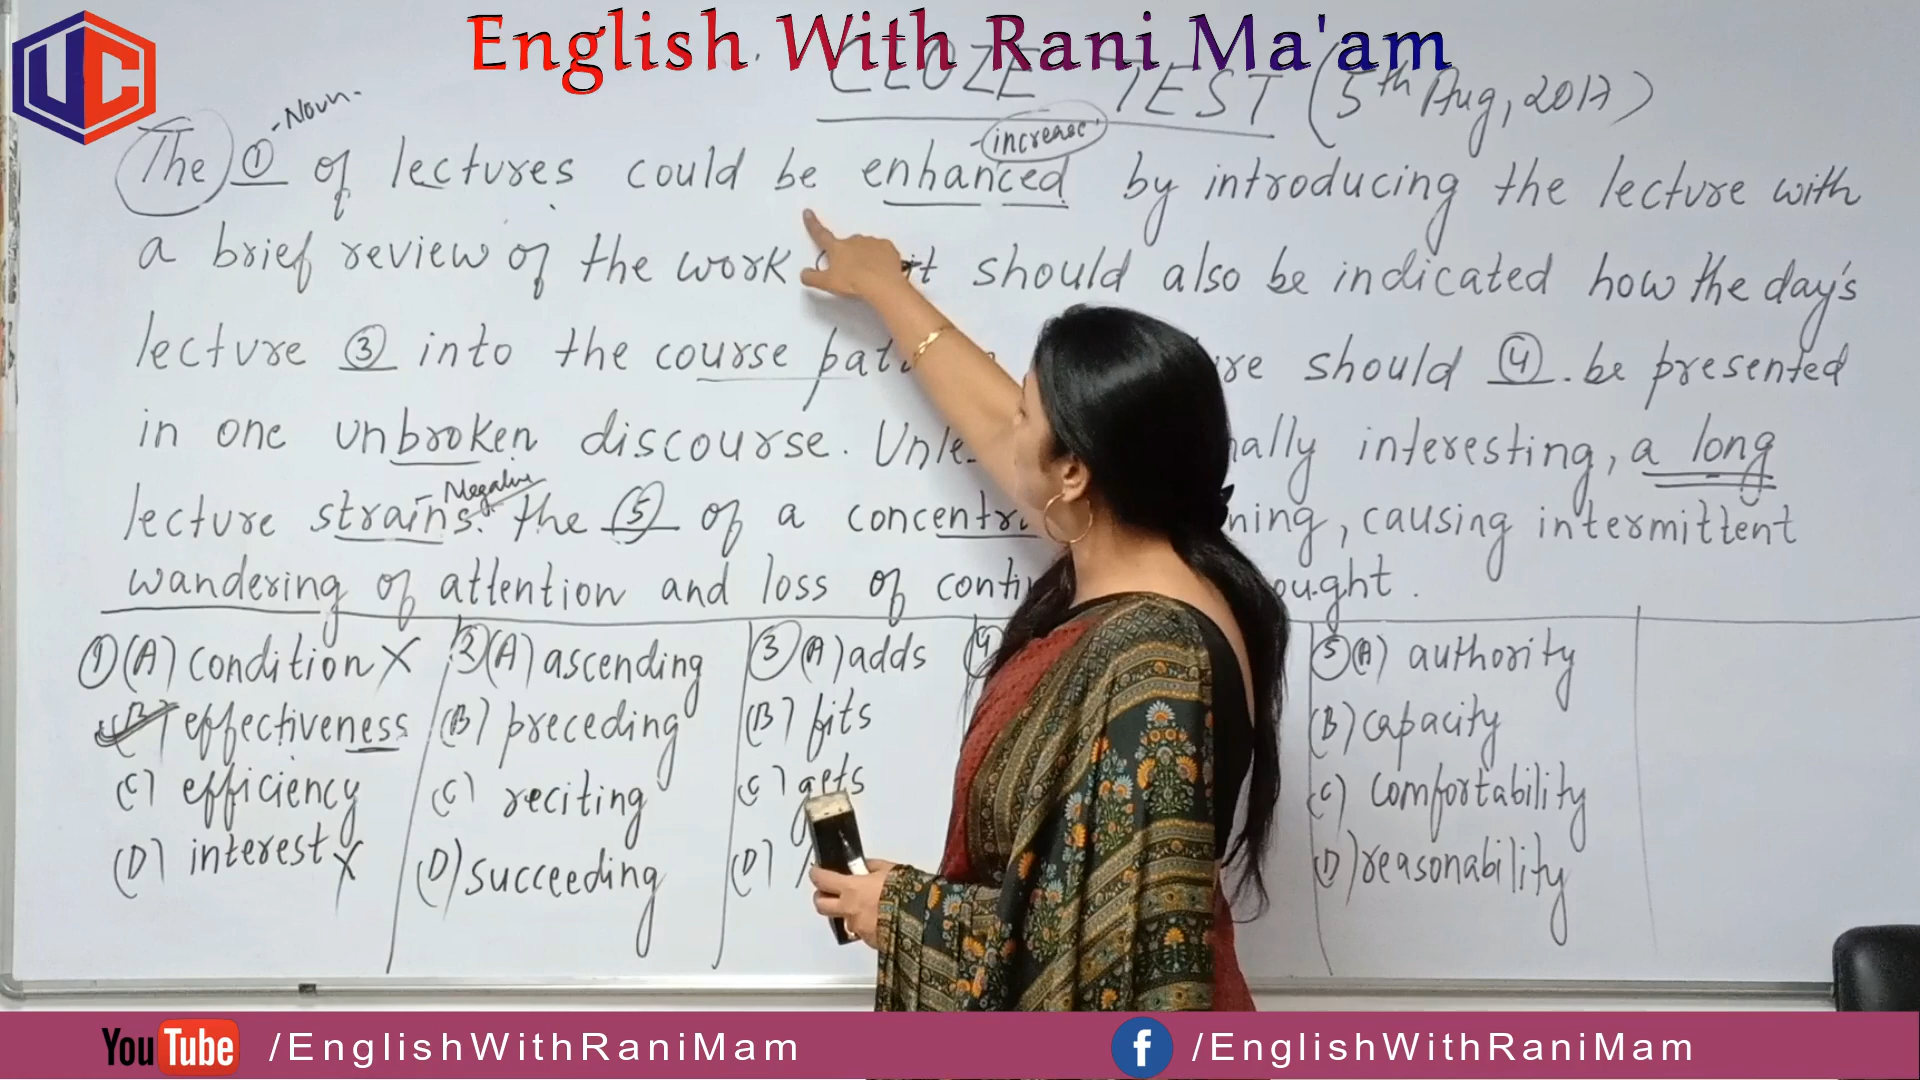 English With Rani Ma'am
UC
CLOZE TEST (5th Aug, 2017)
- Noun.
- increase
The ① of lectures could be enhanced by introducing the lecture with
a brief review of the work it should also be indicated how the day's
lecture ③ into the course should ④ be presented
in one unbroken discourse. interesting, a long
- Negative
lecture strains the ⑤ of a causing intermittent
wandering of attention and loss of
① (A) condition X
(B) effectiveness
(C) efficiency
(D) interest X
② (A) ascending
(B) preceding
(C) reciting
(D) succeeding
③ (A) adds
(B) fits
(C) gets
(D)
④
⑤ (A) authority
(B) capacity
(C) comfortability
(D) reasonability
YouTube /EnglishWithRaniMam
f /EnglishWithRaniMam